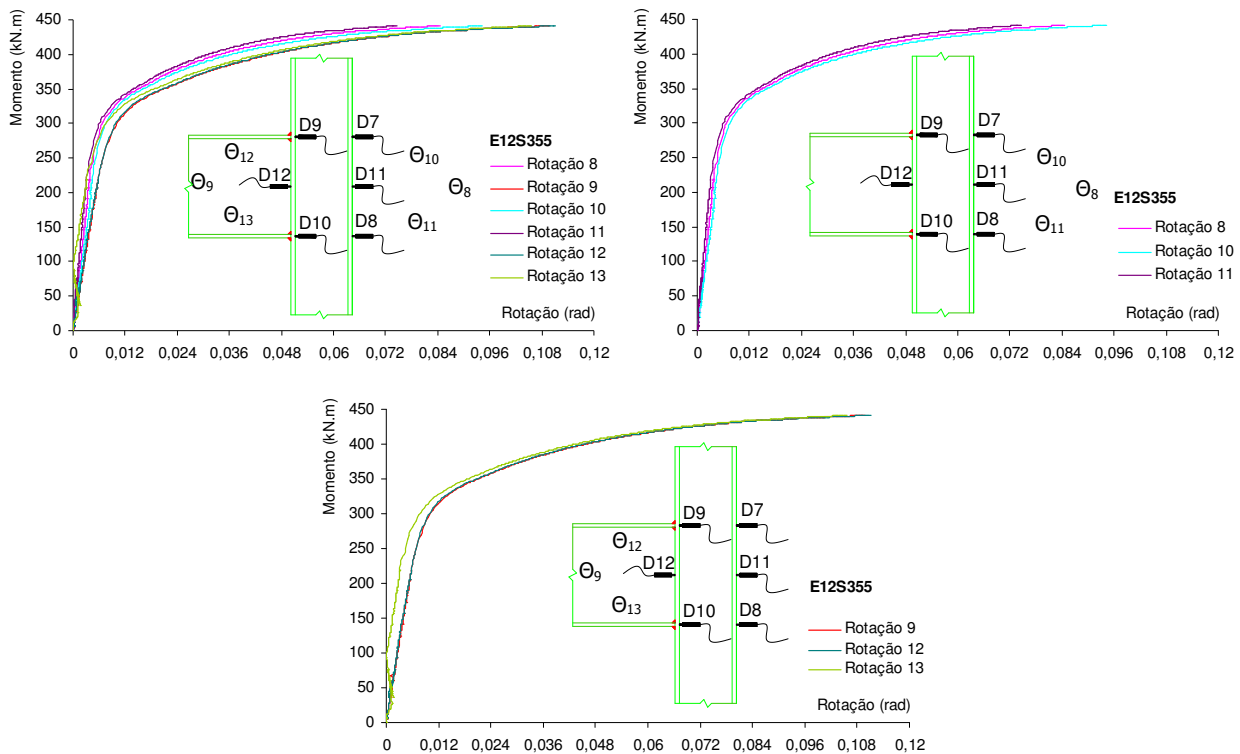 Momento (kN.m)
450
400
350
300
250
200
150
100
50
0
0
0,012
0,024
0,036
0,048
0,06
0,072
0,084
0,096
0,108
0,12
Rotação (rad)
D9
D7
Θ12
Θ10
Θ9
D12
D11
Θ8
Θ13
D10
D8
Θ11
E12S355
Rotação 8
Rotação 9
Rotação 10
Rotação 11
Rotação 12
Rotação 13
Momento (kN.m)
450
400
350
300
250
200
150
100
50
0
0
0,012
0,024
0,036
0,048
0,06
0,072
0,084
0,096
0,108
0,12
Rotação (rad)
D9
D7
Θ10
D12
D11
Θ8
D10
D8
Θ11
E12S355
Rotação 8
Rotação 10
Rotação 11
Momento (kN.m)
450
400
350
300
250
200
150
100
50
0
0
0,012
0,024
0,036
0,048
0,06
0,072
0,084
0,096
0,108
0,12
Rotação (rad)
D9
D7
Θ12
Θ9
D12
D11
Θ13
D10
D8
E12S355
Rotação 9
Rotação 12
Rotação 13